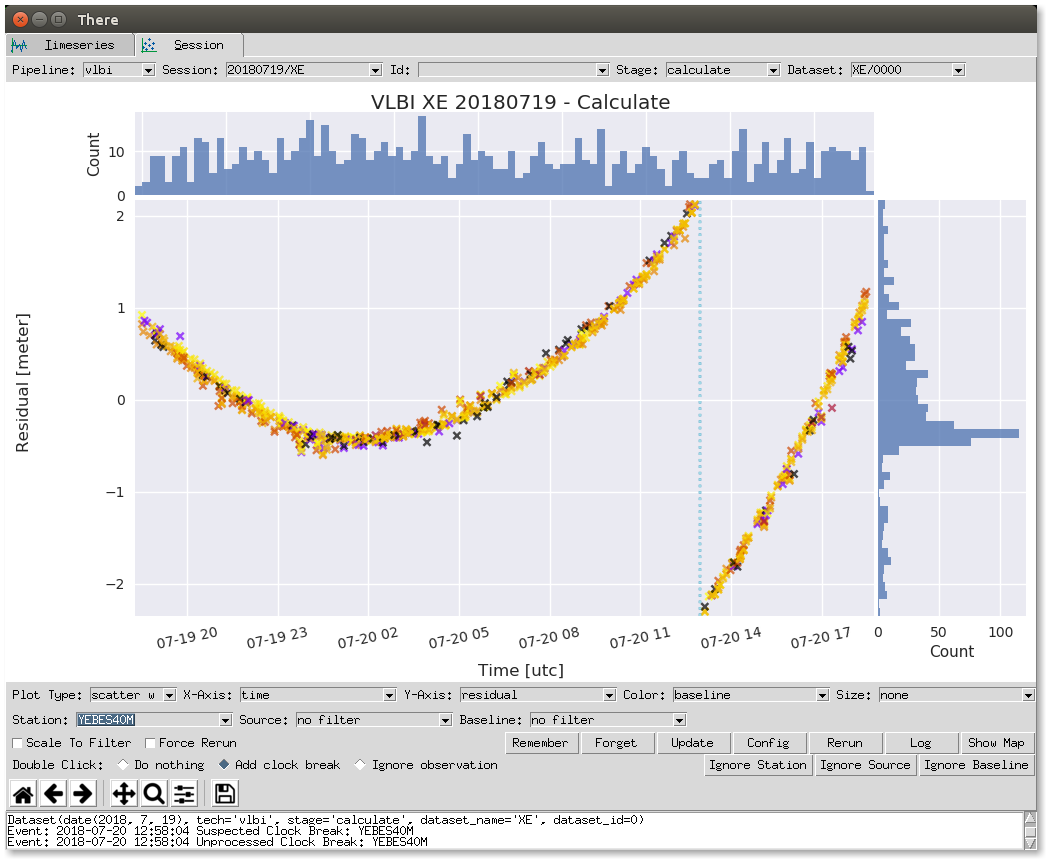 There
Timeseries Session
Pipeline: vlbi Session: 20180719/XE Id: Stage: calculate Dataset: XE/0000
VLBI XE 20180719 - Calculate
Count
10
0
Residual [meter]
2
1
0
−1
−2
07-19 20 07-19 23 07-20 02 07-20 05 07-20 08 07-20 11 07-20 14 07-20 17
Time [utc]
0 50 100
Count
Plot Type: scatter w X-Axis: time Y-Axis: residual Color: baseline Size: none
Station: YEBES40M Source: no filter Baseline: no filter
Scale To Filter Force Rerun Remember Forget Update Config Rerun Log Show Map
Double Click: Do nothing Add clock break Ignore observation Ignore Station Ignore Source Ignore Baseline
Dataset(date(2018, 7, 19), tech='vlbi', stage='calculate', dataset_name='XE', dataset_id=0)
Event: 2018-07-20 12:58:04 Suspected Clock Break: YEBES40M
Event: 2018-07-20 12:58:04 Unprocessed Clock Break: YEBES40M